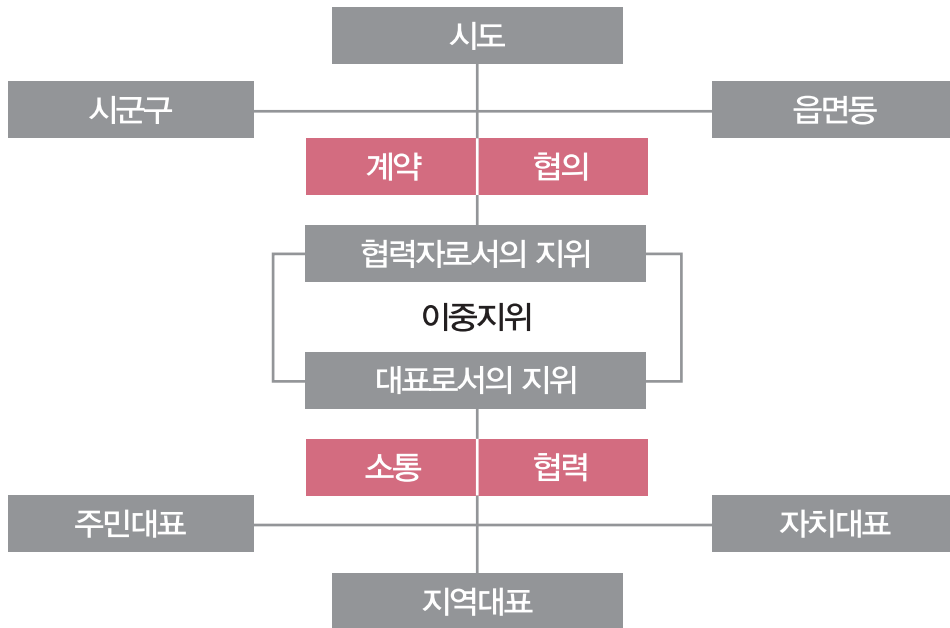 시도
시군구
읍면동
계약
협의
협력자로서의 지위
이중지위
대표로서의 지위
소통
협력
주민대표
자치대표
지역대표